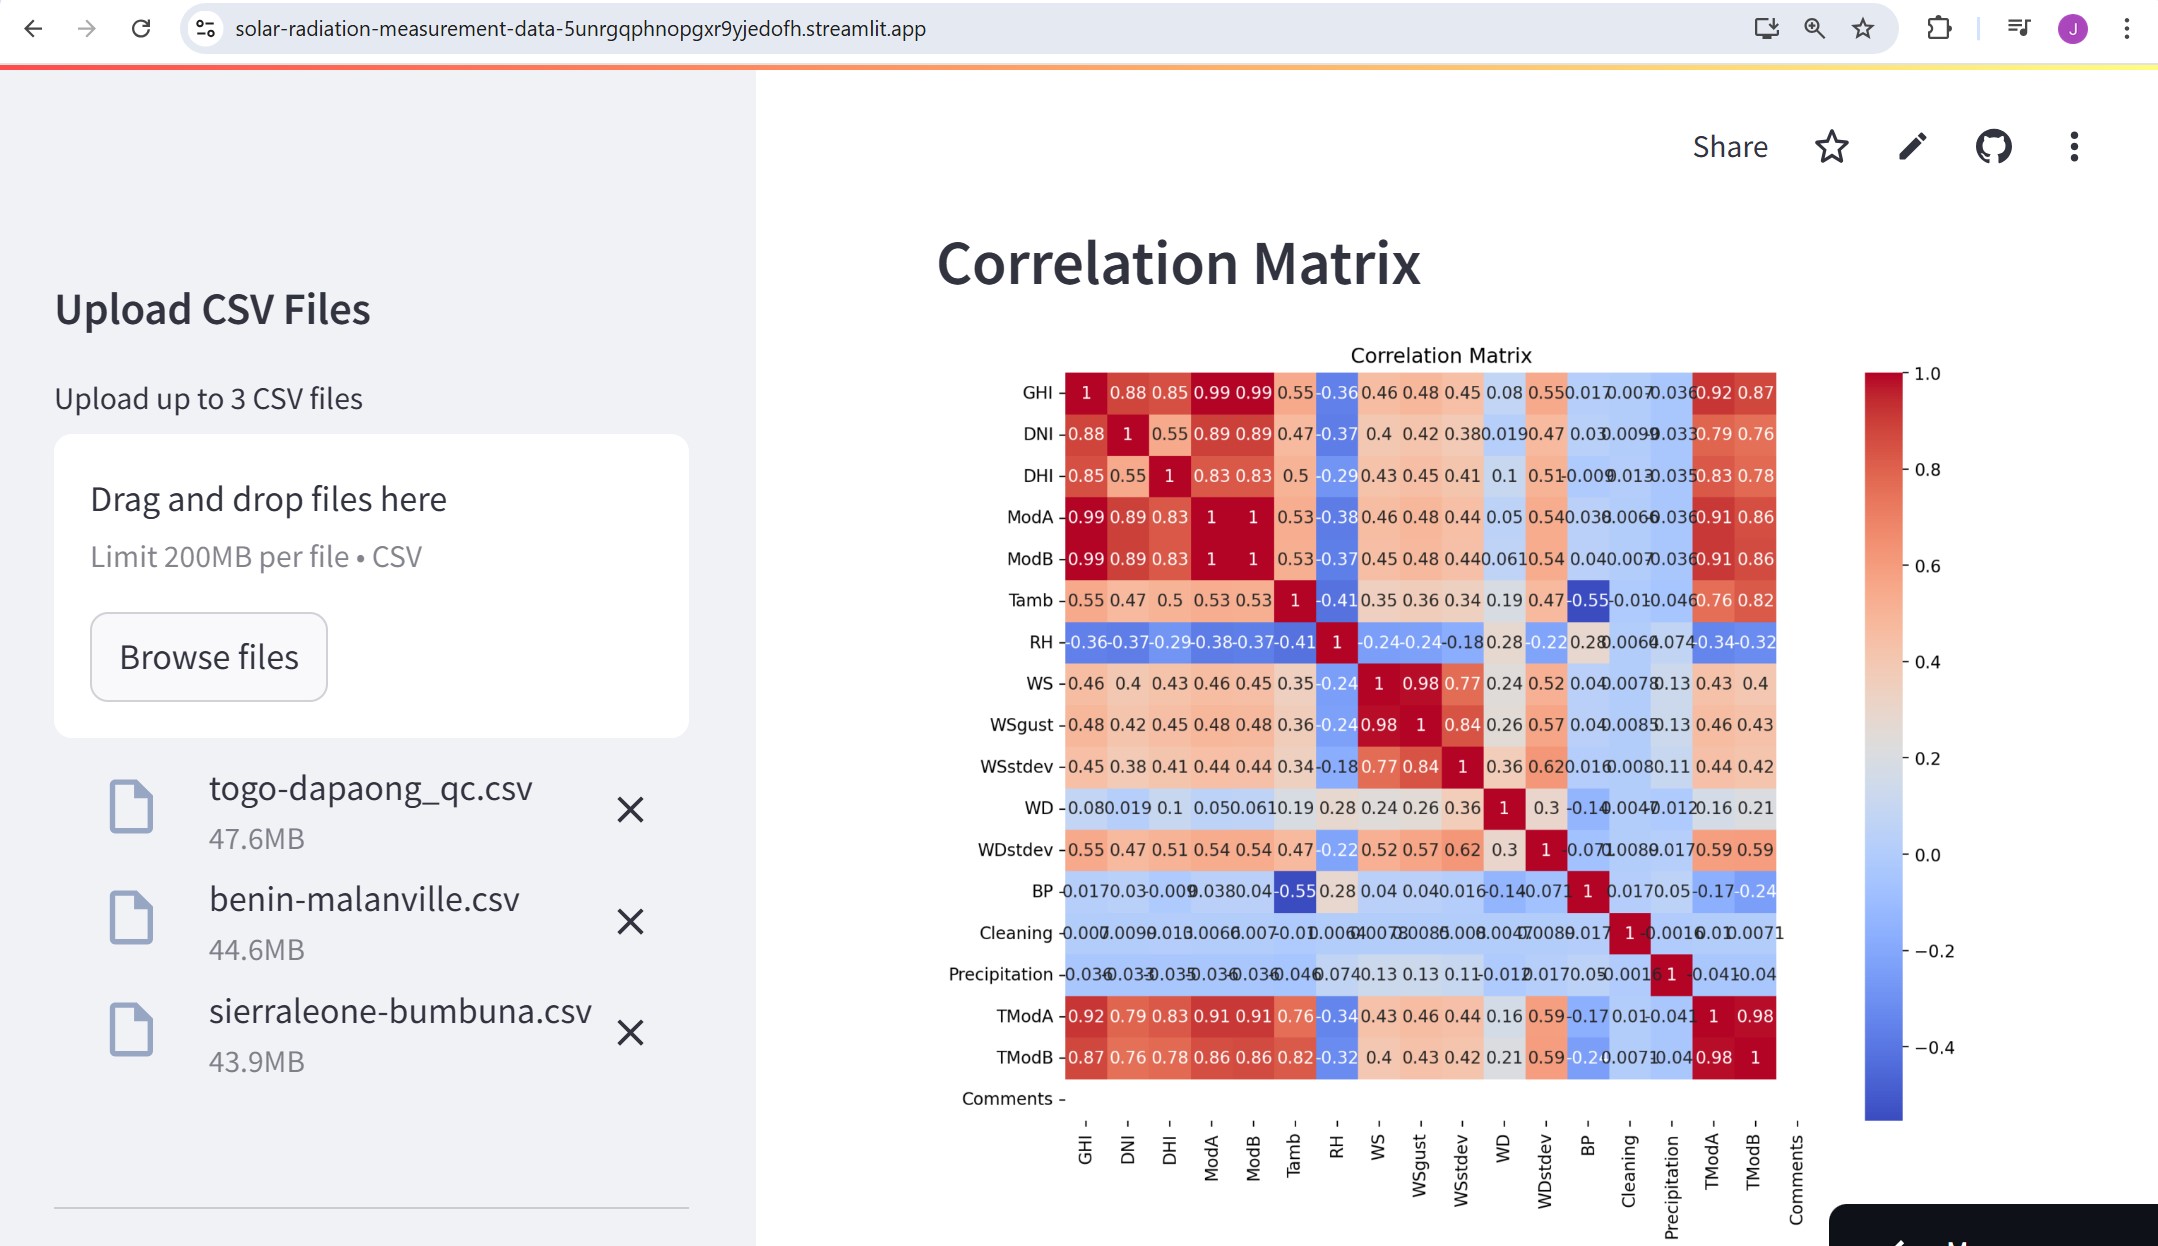 solar-radiation-measurement-data-5unrgqphnopgxr9yjedofh.streamlit.app
J
Share
Upload CSV Files
Upload up to 3 CSV files
Drag and drop files here
Limit 200MB per file • CSV
Browse files
togo-dapaong_qc.csv
47.6MB
benin-malanville.csv
44.6MB
sierraleone-bumbuna.csv
43.9MB
Correlation Matrix
Correlation Matrix
GHI 1 0.88 0.85 0.99 0.99 0.55 -0.36 0.46 0.48 0.45 0.08 0.55 0.017 0.007 -0.036 0.92 0.87
DNI 0.88 1 0.55 0.89 0.89 0.47 -0.37 0.4 0.42 0.38 0.019 0.47 0.03 0.0099 -0.033 0.79 0.76
DHI 0.85 0.55 1 0.83 0.83 0.5 -0.29 0.43 0.45 0.41 0.1 0.51 -0.009 0.013 -0.035 0.83 0.78
ModA 0.99 0.89 0.83 1 1 0.53 -0.38 0.46 0.48 0.44 0.05 0.54 0.038 0.0066 -0.036 0.91 0.86
ModB 0.99 0.89 0.83 1 1 0.53 -0.37 0.45 0.48 0.44 0.061 0.54 0.04 0.007 -0.036 0.91 0.86
Tamb 0.55 0.47 0.5 0.53 0.53 1 -0.41 0.35 0.36 0.34 0.19 0.47 -0.55 -0.01 -0.046 0.76 0.82
RH -0.36 -0.37 -0.29 -0.38 -0.37 -0.41 1 -0.24 -0.24 -0.18 0.28 -0.22 0.28 0.0064 0.074 -0.34 -0.32
WS 0.46 0.4 0.43 0.46 0.45 0.35 -0.24 1 0.98 0.77 0.24 0.52 0.04 0.0078 0.13 0.43 0.4
WSgust 0.48 0.42 0.45 0.48 0.48 0.36 -0.24 0.98 1 0.84 0.26 0.57 0.04 0.0085 0.13 0.46 0.43
WSstdev 0.45 0.38 0.41 0.44 0.44 0.34 -0.18 0.77 0.84 1 0.36 0.62 0.016 0.008 0.11 0.44 0.42
WD 0.08 0.019 0.1 0.05 0.061 0.19 0.28 0.24 0.26 0.36 1 0.3 -0.14 0.0047 -0.012 0.16 0.21
WDstdev 0.55 0.47 0.51 0.54 0.54 0.47 -0.22 0.52 0.57 0.62 0.3 1 -0.071 0.0089 0.017 0.59 0.59
BP 0.017 0.03 -0.009 0.038 0.04 -0.55 0.28 0.04 0.04 0.016 -0.14 -0.071 1 0.017 0.05 -0.17 -0.24
Cleaning 0.007 0.0099 0.013 0.0066 0.007 -0.01 0.0064 0.0078 0.0085 0.008 0.0047 0.0089 0.017 1 -0.0016 0.01 0.0071
Precipitation -0.036 -0.033 -0.035 -0.036 -0.036 -0.046 0.074 0.13 0.13 0.11 -0.012 0.017 0.05 -0.0016 1 -0.041 -0.04
TModA 0.92 0.79 0.83 0.91 0.91 0.76 -0.34 0.43 0.46 0.44 0.16 0.59 -0.17 0.01 -0.041 1 0.98
TModB 0.87 0.76 0.78 0.86 0.86 0.82 -0.32 0.4 0.43 0.42 0.21 0.59 -0.24 0.0071 -0.04 0.98 1
Comments
GHI DNI DHI ModA ModB Tamb RH WS WSgust WSstdev WD WDstdev BP Cleaning Precipitation TModA TModB Comments
1.0
0.8
0.6
0.4
0.2
0.0
−0.2
−0.4